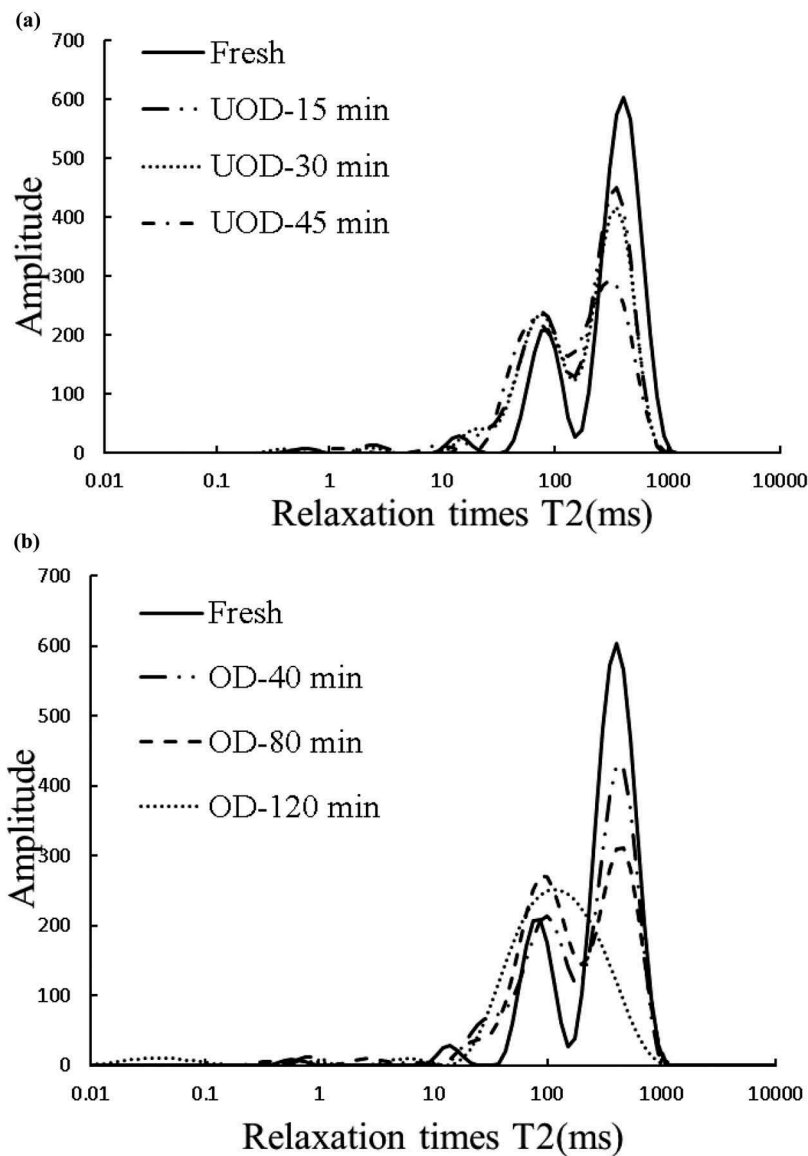 (a)
700
600
500
400
300
200
100
0
Amplitude
Fresh
UOD-15 min
UOD-30 min
UOD-45 min
0.01 0.1 1 10 100 1000 10000
Relaxation times T2(ms)
(b)
700
600
500
400
300
200
100
0
Amplitude
Fresh
OD-40 min
OD-80 min
OD-120 min
0.01 0.1 1 10 100 1000 10000
Relaxation times T2(ms)